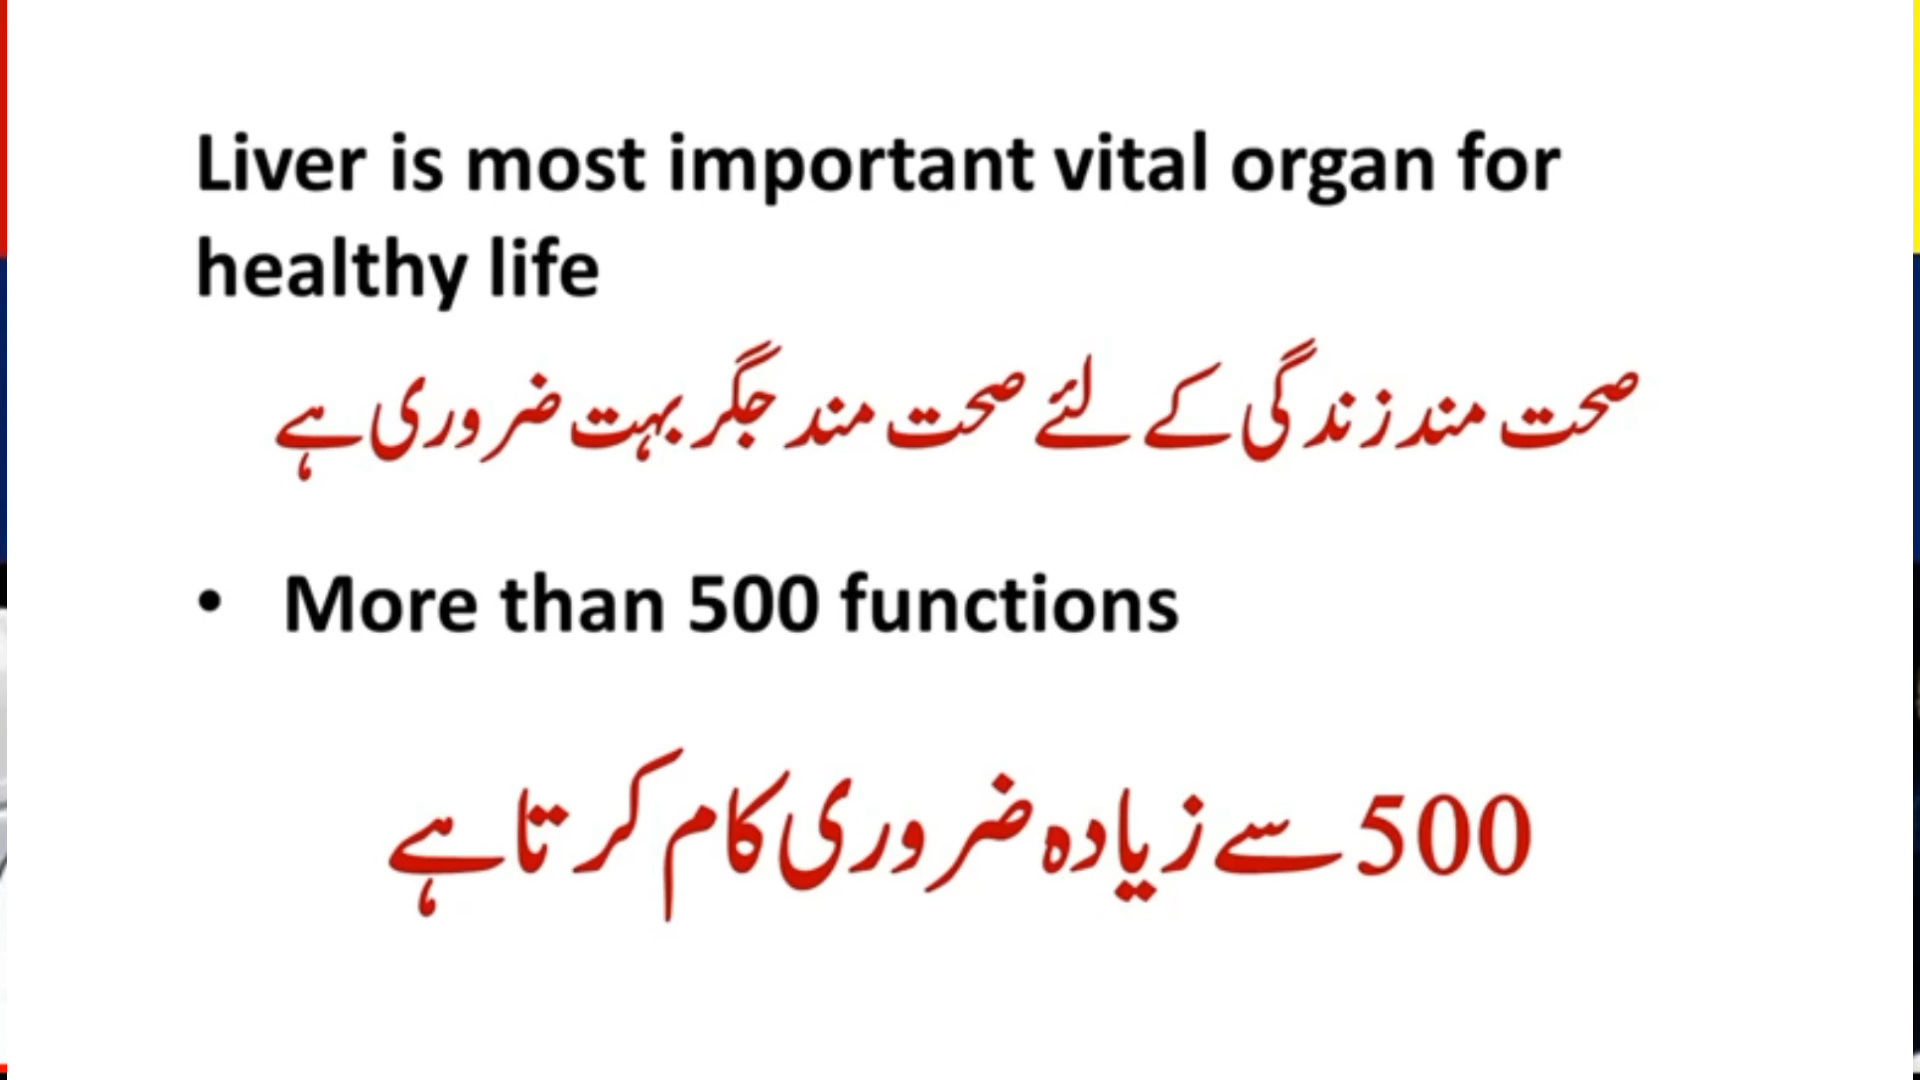 Liver is most important vital organ for
healthy life
صحت مند زندگی کے لئے صحت مند جگر بہت ضروری ہے
• More than 500 functions
500 سے زیادہ ضروری کام کرتا ہے